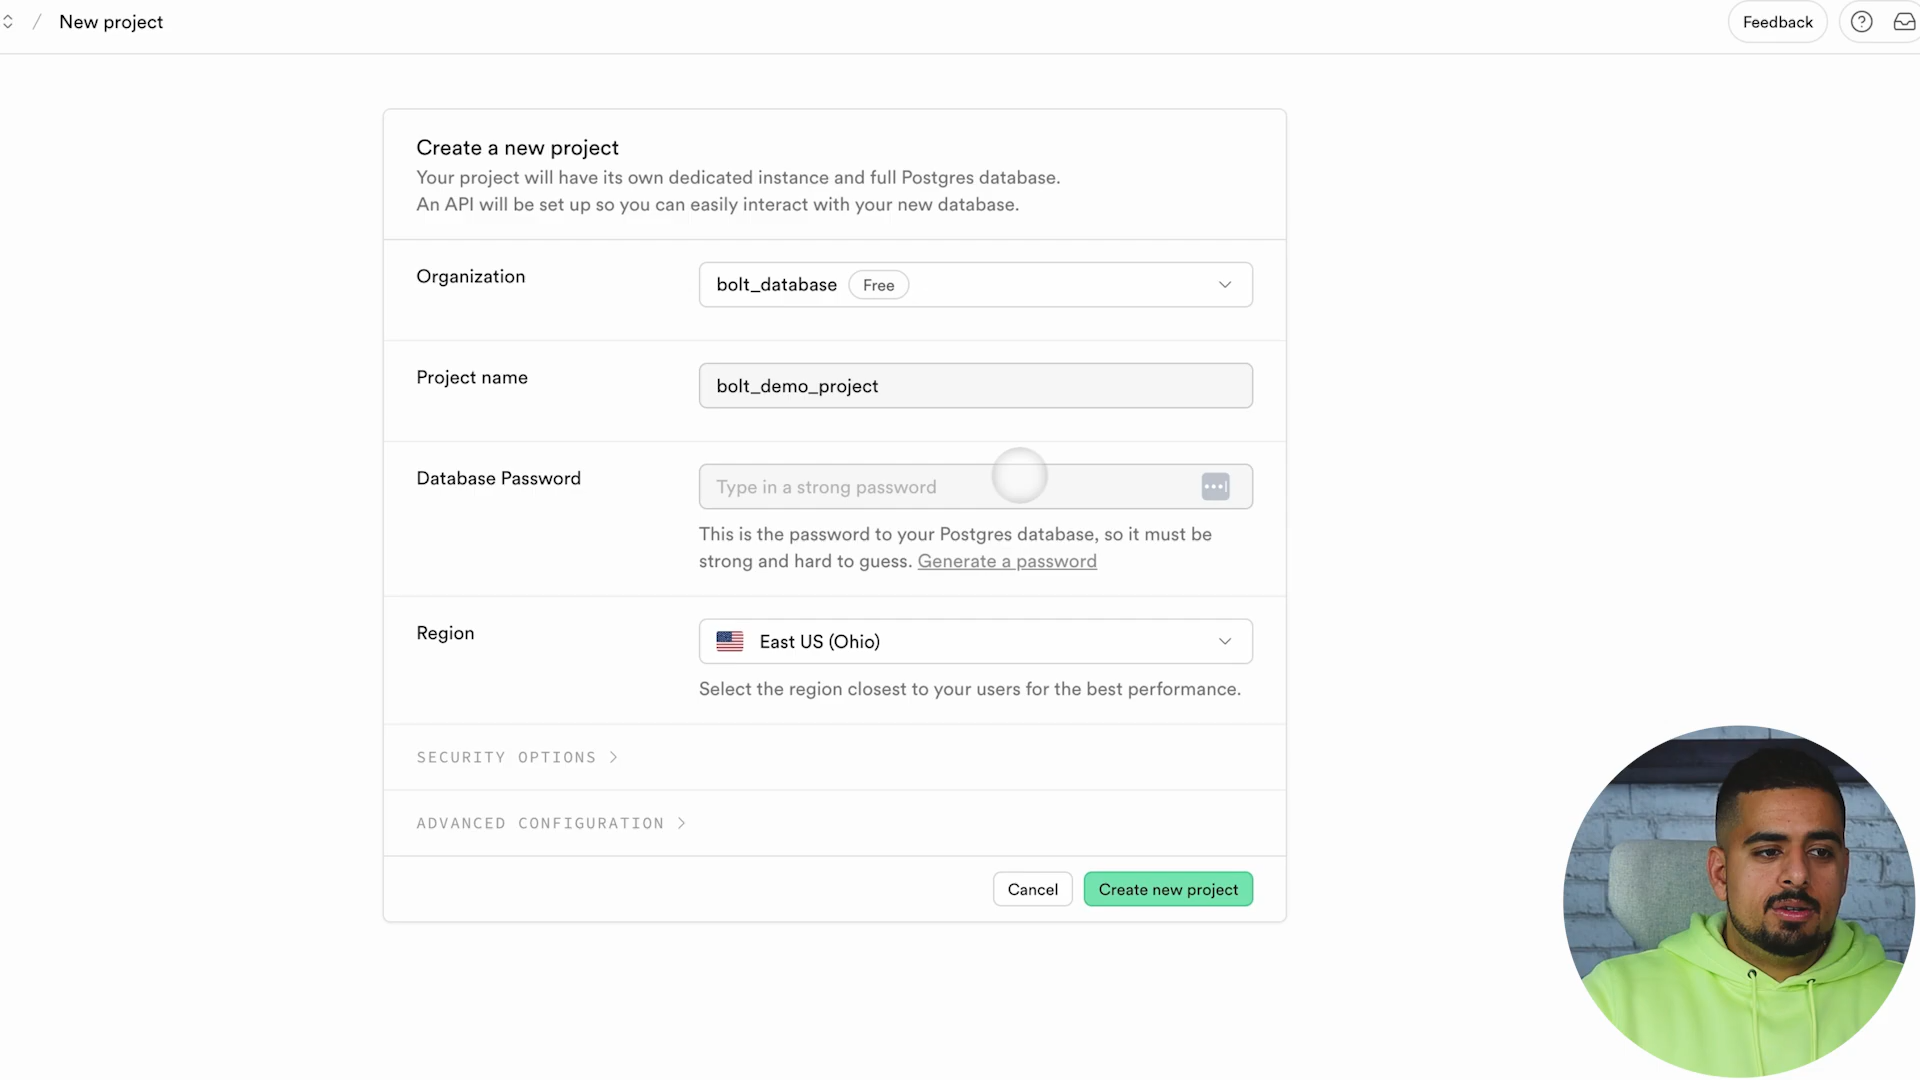 / New project
Feedback
Create a new project
Your project will have its own dedicated instance and full Postgres database.
An API will be set up so you can easily interact with your new database.
Organization
bolt_database Free
Project name
bolt_demo_project
Database Password
Type in a strong password
This is the password to your Postgres database, so it must be
strong and hard to guess. Generate a password
Region
East US (Ohio)
Select the region closest to your users for the best performance.
SECURITY OPTIONS >
ADVANCED CONFIGURATION >
Cancel
Create new project